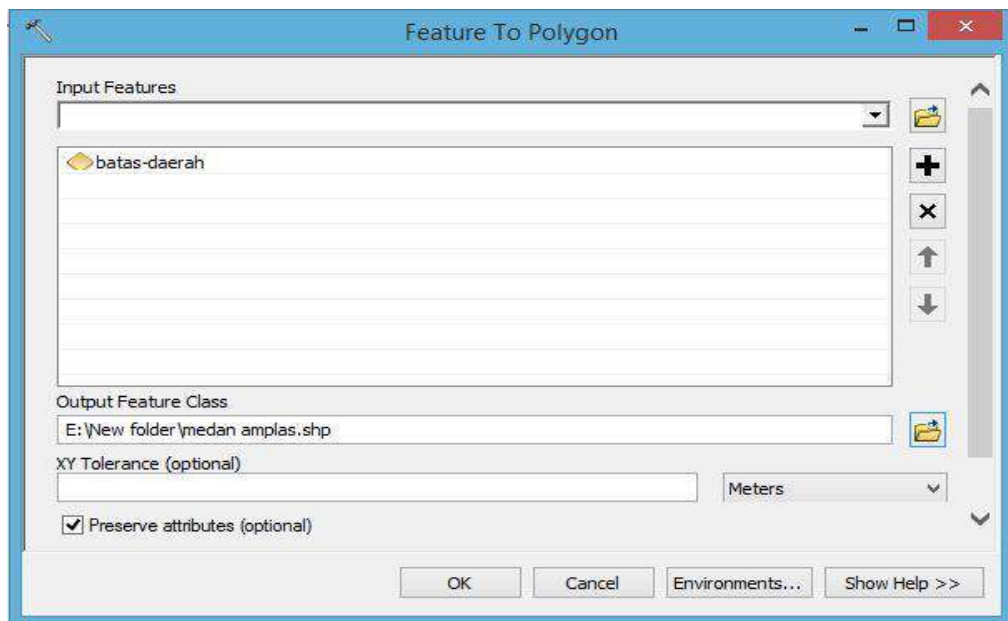 Feature To Polygon
Input Features
batas-daerah
Output Feature Class
E:\New folder\medan amplas.shp
XY Tolerance (optional)
Meters
Preserve attributes (optional)
OK
Cancel
Environments...
Show Help >>